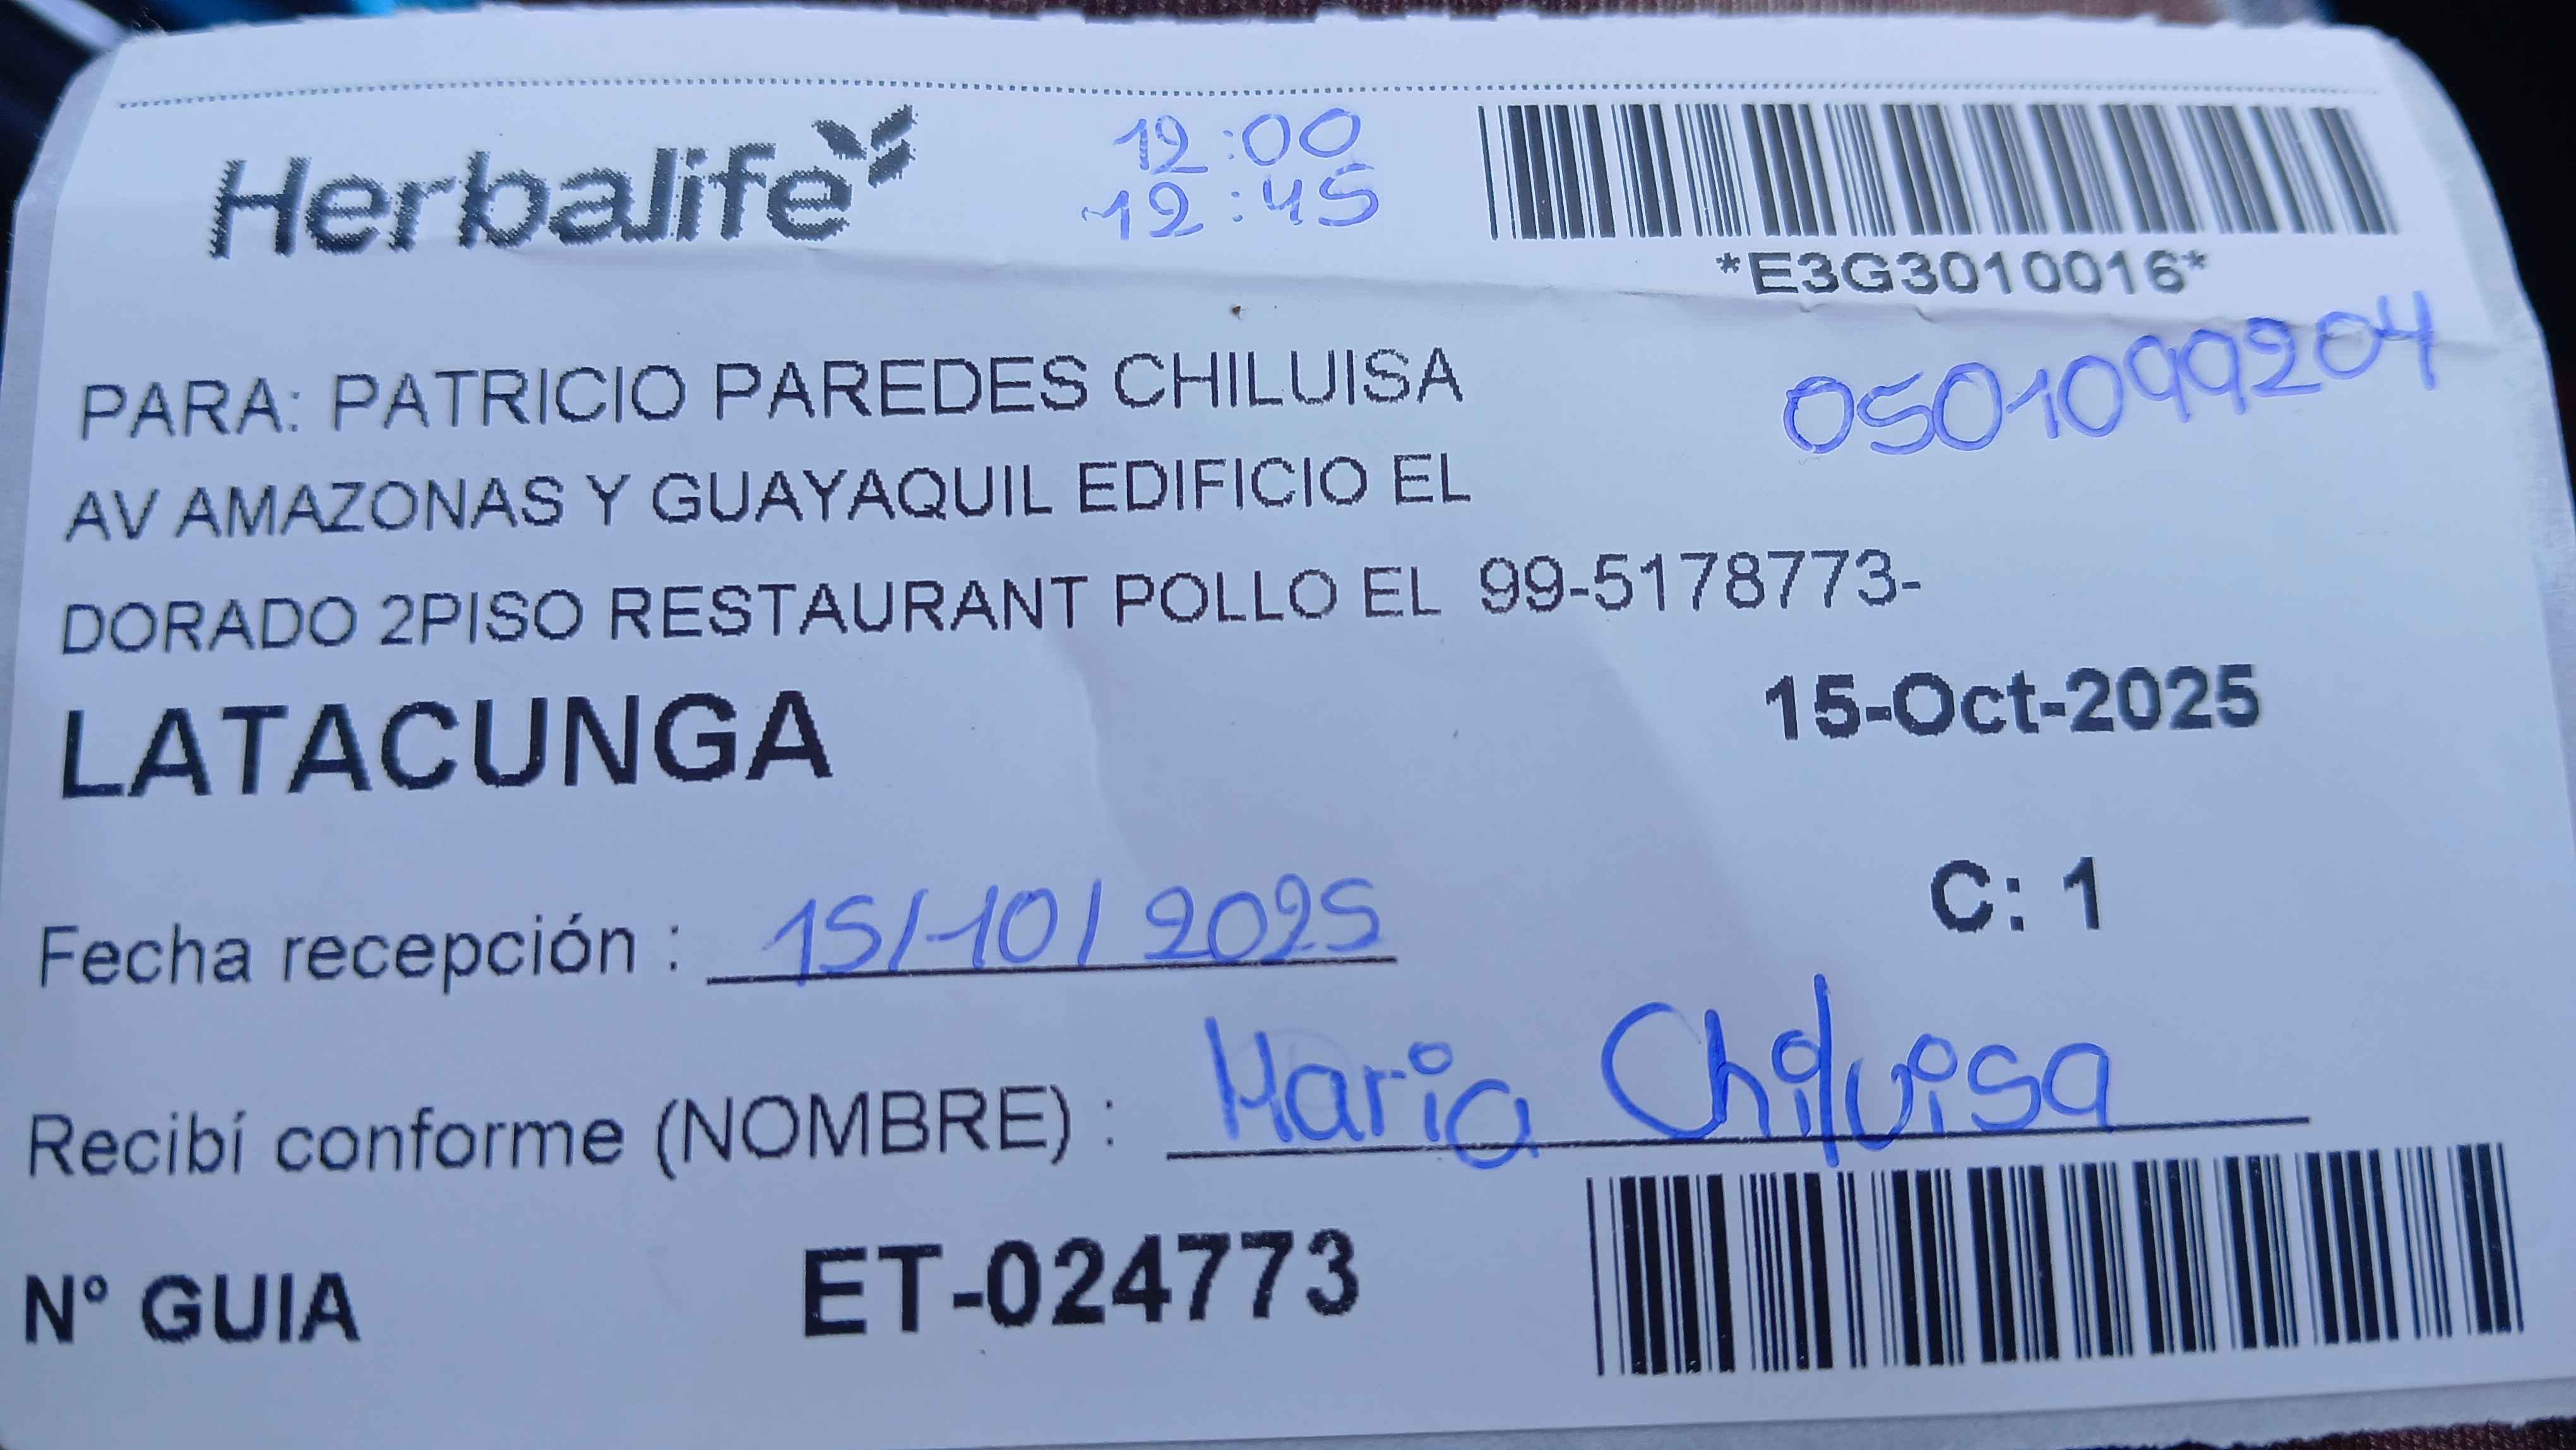 Herbalife
12:00
12:45
*E3G3010016*
PARA: PATRICIO PAREDES CHILUISA
0501099204
AV AMAZONAS Y GUAYAQUIL EDIFICIO EL
DORADO 2PISO RESTAURANT POLLO EL 99-5178773-
LATACUNGA
15-Oct-2025
C: 1
Fecha recepción : 15/10/2025
Recibí conforme (NOMBRE) : Maria Chiluisa
N° GUIA ET-024773